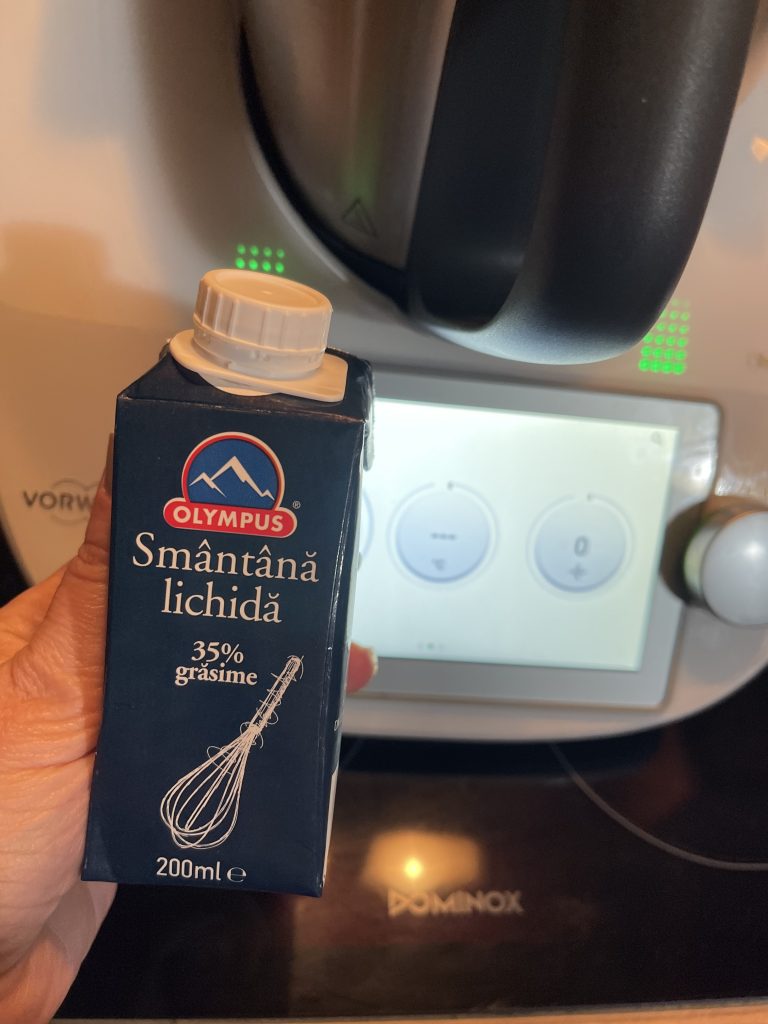 OLYMPUS
®
Smântână
lichidă
35%
grăsime
200ml ℮
VORW
---
°C
0
DOMINOX